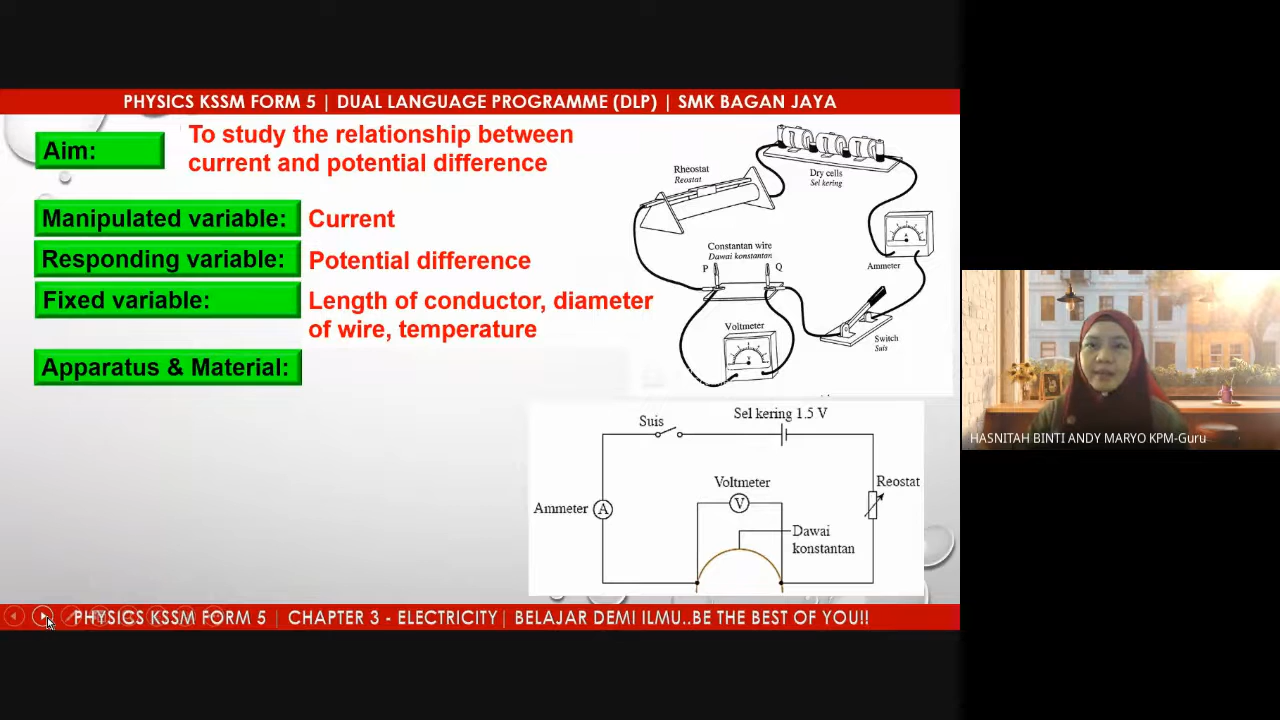 PHYSICS KSSM FORM 5 | DUAL LANGUAGE PROGRAMME (DLP) | SMK BAGAN JAYA
Aim:
To study the relationship between
current and potential difference
Manipulated variable:
Current
Responding variable:
Potential difference
Fixed variable:
Length of conductor, diameter
of wire, temperature
Apparatus & Material:
Rheostat
Reostat
Dry cells
Sel kering
Constantan wire
Dawai konstantan
P
Q
Ammeter
Voltmeter
V
Switch
Suis
Suis
Sel kering 1.5 V
Voltmeter
V
Reostat
Ammeter
A
Dawai
konstantan
PHYSICS KSSM FORM 5 | CHAPTER 3 - ELECTRICITY| BELAJAR DEMI ILMU..BE THE BEST OF YOU!!
HASNITAH BINTI ANDY MARYO KPM-Guru